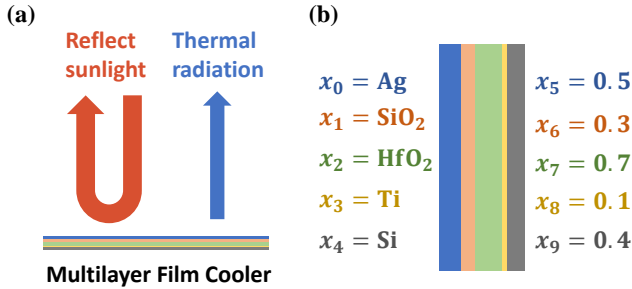 (a)
Reflect sunlight
Thermal radiation
Multilayer Film Cooler
(b)
x₀ = Ag
x₁ = SiO₂
x₂ = HfO₂
x₃ = Ti
x₄ = Si
x₅ = 0.5
x₆ = 0.3
x₇ = 0.7
x₈ = 0.1
x₉ = 0.4